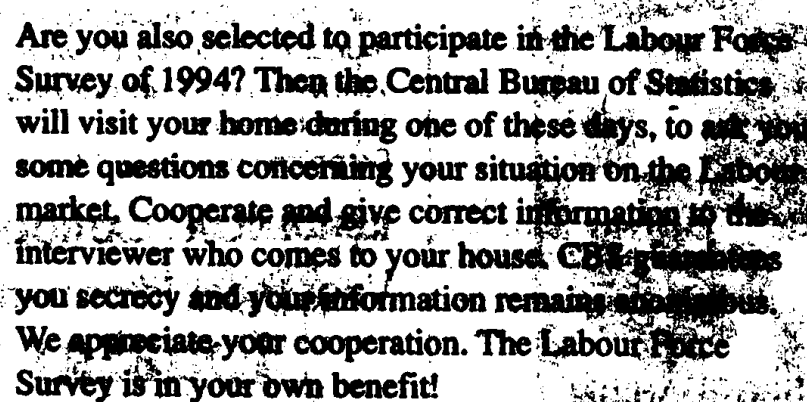 Are you also selected to participate in the Labour Force
Survey of 1994? Then the Central Bureau of Statistics
will visit your home during one of these days, to ask you
some questions concerning your situation on the Labour
market. Cooperate and give correct information to the
interviewer who comes to your house. CBS guarantees
you secrecy and your information remains anonymous.
We appreciate your cooperation. The Labour Force
Survey is in your own benefit!